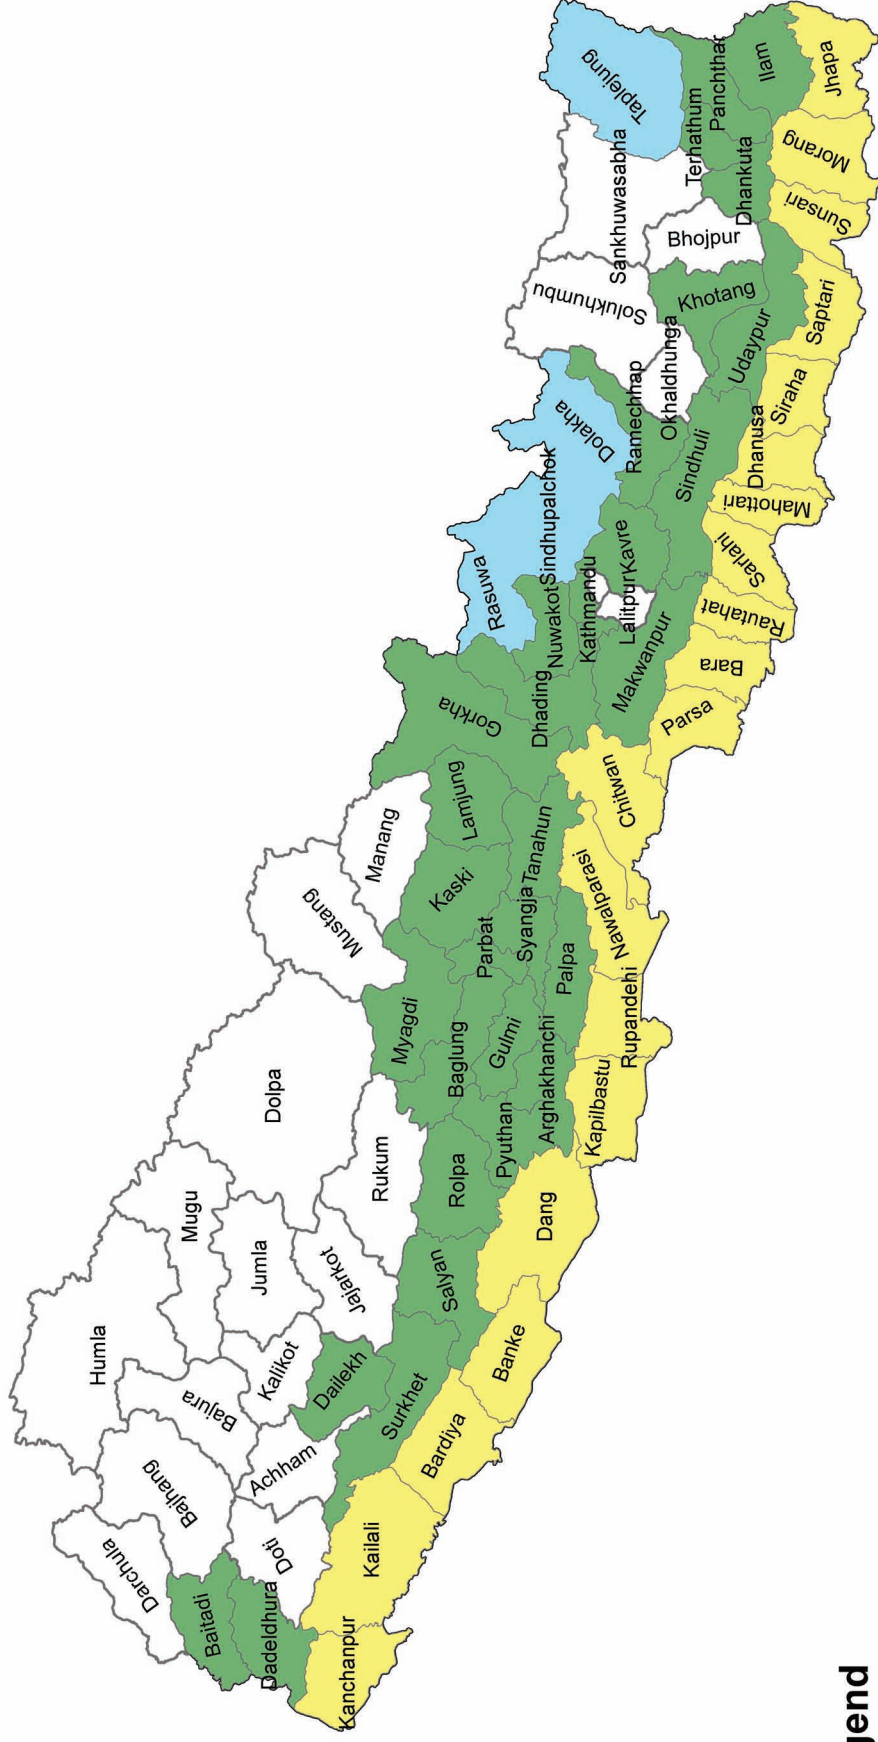 Humla
Darchula
Bajhang
Bajura
Mugu
Baitadi
Doti
Achham
Kalikot
Jumla
Dolpa
Dadeldhura
Dailekh
Jajarkot
Rukum
Mustang
Manang
Kanchanpur
Kailali
Surkhet
Salyan
Rolpa
Myagdi
Kaski
Lamjung
Gorkha
Rasuwa
Bardiya
Banke
Dang
Pyuthan
Baglung
Gulmi
Parbat
Syangja
Tanahun
Dhading
Nuwakot
Sindhupalchok
Dolakha
Arghakhanchi
Palpa
Kathmandu
Lalitpur
Kavre
Ramechhap
Solukhumbu
Sankhuwasabha
Taplejung
Kapilbastu
Rupandehi
Nawalparasi
Chitwan
Makwanpur
Sindhuli
Okhaldhunga
Khotang
Bhojpur
Terhathum
Panchthar
Parsa
Bara
Rautahat
Sarlahi
Mahottari
Dhanusa
Siraha
Udaypur
Saptari
Dhankuta
Sunsari
Morang
Ilam
Jhapa
gend